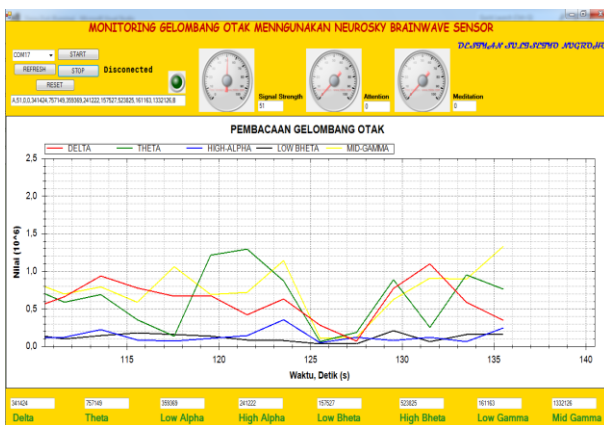 MONITORING GELOMBANG OTAK MENNGUNAKAN NEUROSKY BRAINWAVE SENSOR
COM17 START
REFRESH STOP Disconected
RESET
Signal Strength Attention Meditation
51 0 0
A,51,0,0,341424,757149,359369,241222,157527,523825,161163,1332126,B
PEMBACAAN GELOMBANG OTAK
DELTA THETA HIGH-ALPHA LOW BHETA MID-GAMMA
2,5
2,0
1,5
1,0
0,5
0,0
Nilai (10^6)
115 120 125 130 135 140
Waktu, Detik (s)
341424 757149 359369 241222 157527 523825 161163 1332126
Delta Theta Low Alpha High Alpha Low Bheta High Bheta Low Gamma Mid Gamma